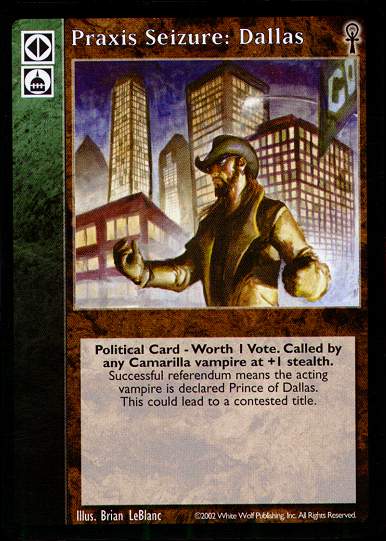 Praxis Seizure: Dallas
GO
Political Card - Worth 1 Vote. Called by
any Camarilla vampire at +1 stealth.
Successful referendum means the acting
vampire is declared Prince of Dallas.
This could lead to a contested title.
Illus. Brian LeBlanc
©2002 White Wolf Publishing, Inc. All Rights Reserved.